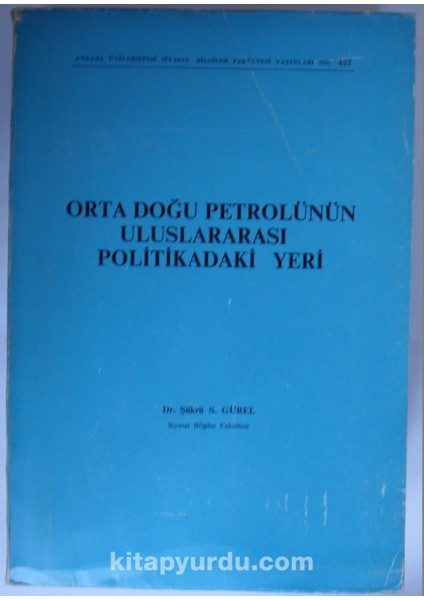 ANKARA ÜNİVERSİTESİ SİYASAL BİLGİLER FAKÜLTESİ YAYINLARI NO:
ORTA DOĞU PETROLÜNÜN
ULUSLARARASI
POLİTİKADAKİ YERİ
Dr. Şükrü S. GÜREL
Siyasal Bilgiler Fakültesi
kitapyurdu.com